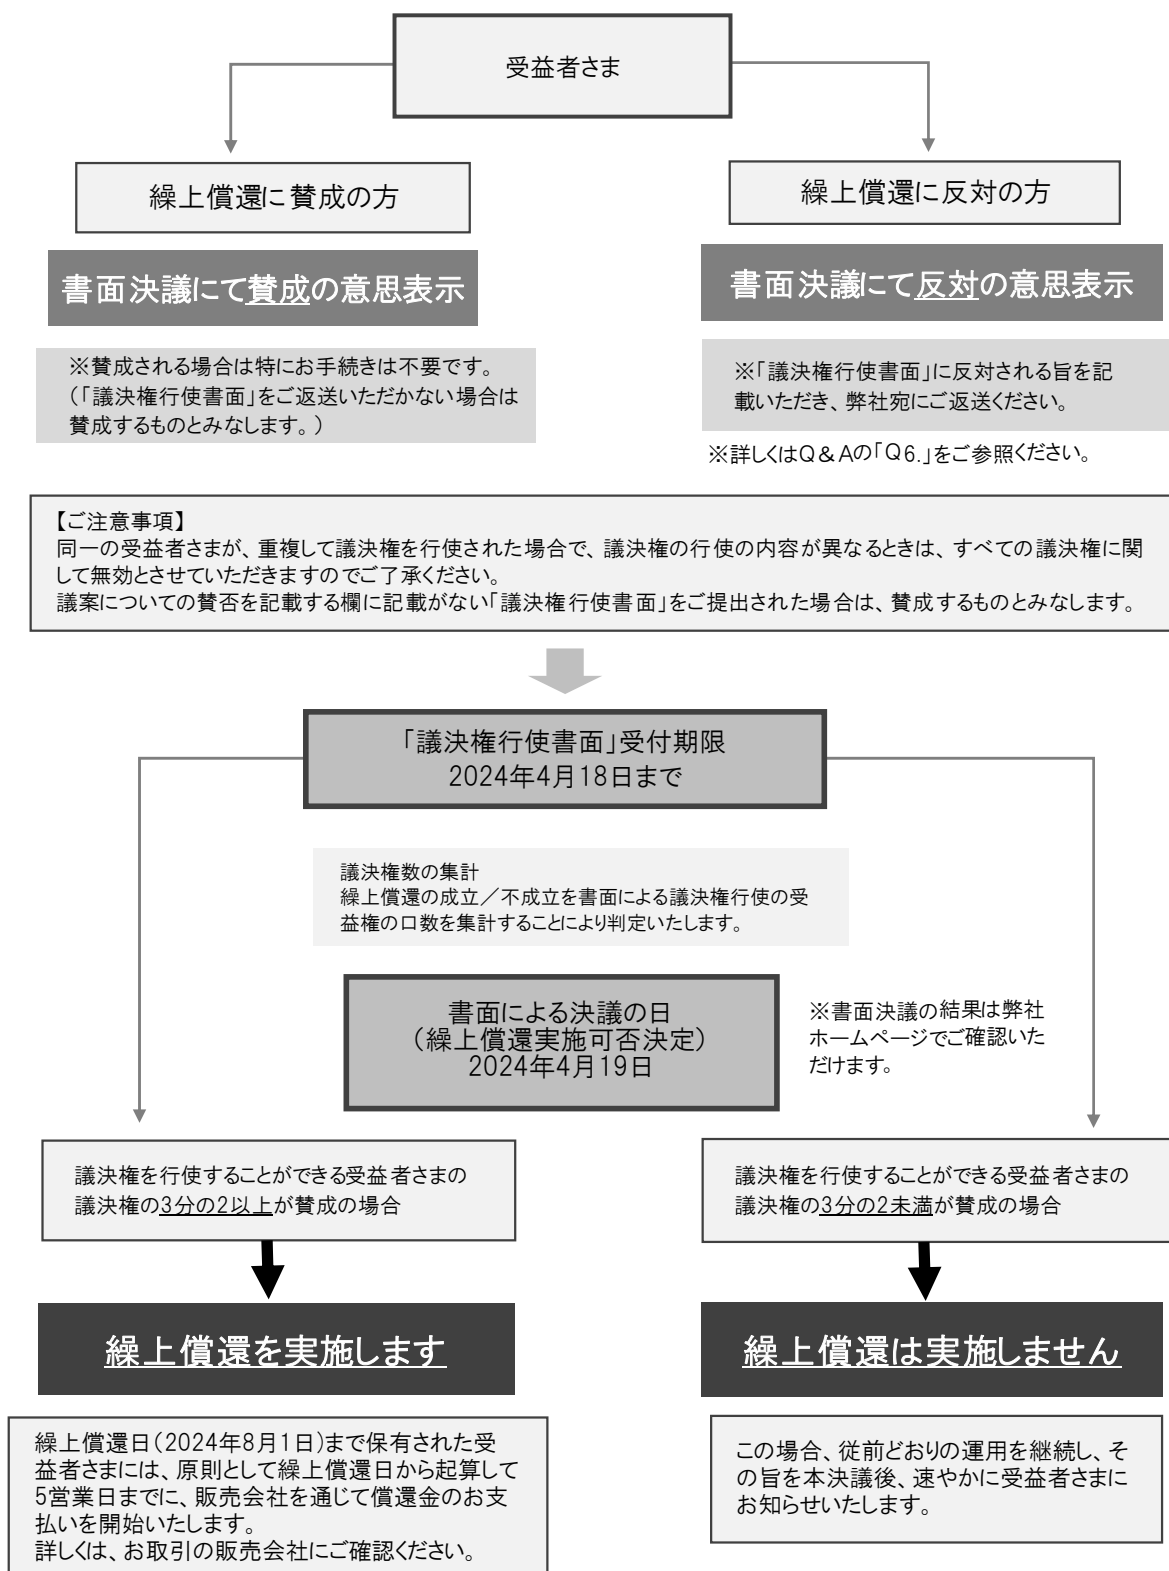 受益者さま
繰上償還に賛成の方
繰上償還に反対の方
書面決議にて賛成の意思表示
書面決議にて反対の意思表示
※賛成される場合は特にお手続きは不要です。
（「議決権行使書面」をご返送いただかない場合は
賛成するものとみなします。）
※「議決権行使書面」に反対される旨を記
載いただき、弊社宛にご返送ください。
※詳しくはQ＆Aの「Q6.」をご参照ください。
【ご注意事項】
同一の受益者さまが、重複して議決権を行使された場合で、議決権の行使の内容が異なるときは、すべての議決権に関
して無効とさせていただきますのでご了承ください。
議案についての賛否を記載する欄に記載がない「議決権行使書面」をご提出された場合は、賛成するものとみなします。
「議決権行使書面」受付期限
2024年4月18日まで
議決権数の集計
繰上償還の成立／不成立を書面による議決権行使の受
益権の口数を集計することにより判定いたします。
書面による決議の日
（繰上償還実施可否決定）
2024年4月19日
※書面決議の結果は弊社
ホームページでご確認いた
だけます。
議決権を行使することができる受益者さまの
議決権の3分の2以上が賛成の場合
議決権を行使することができる受益者さまの
議決権の3分の2未満が賛成の場合
繰上償還を実施します
繰上償還は実施しません
繰上償還日（2024年8月1日）まで保有された受
益者さまには、原則として繰上償還日から起算して
5営業日までに、販売会社を通じて償還金のお支
払いを開始いたします。
詳しくは、お取引の販売会社にご確認ください。
この場合、従前どおりの運用を継続し、そ
の旨を本決議後、速やかに受益者さまに
お知らせいたします。